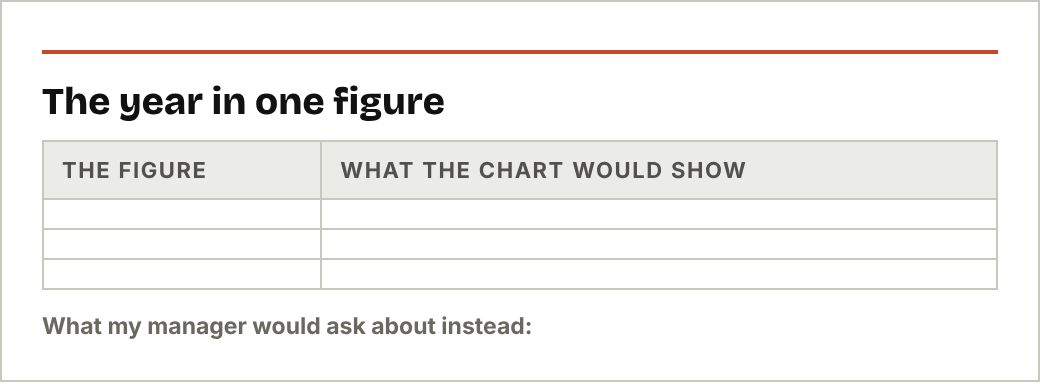 The year in one figure
THE FIGURE WHAT THE CHART WOULD SHOW
What my manager would ask about instead: